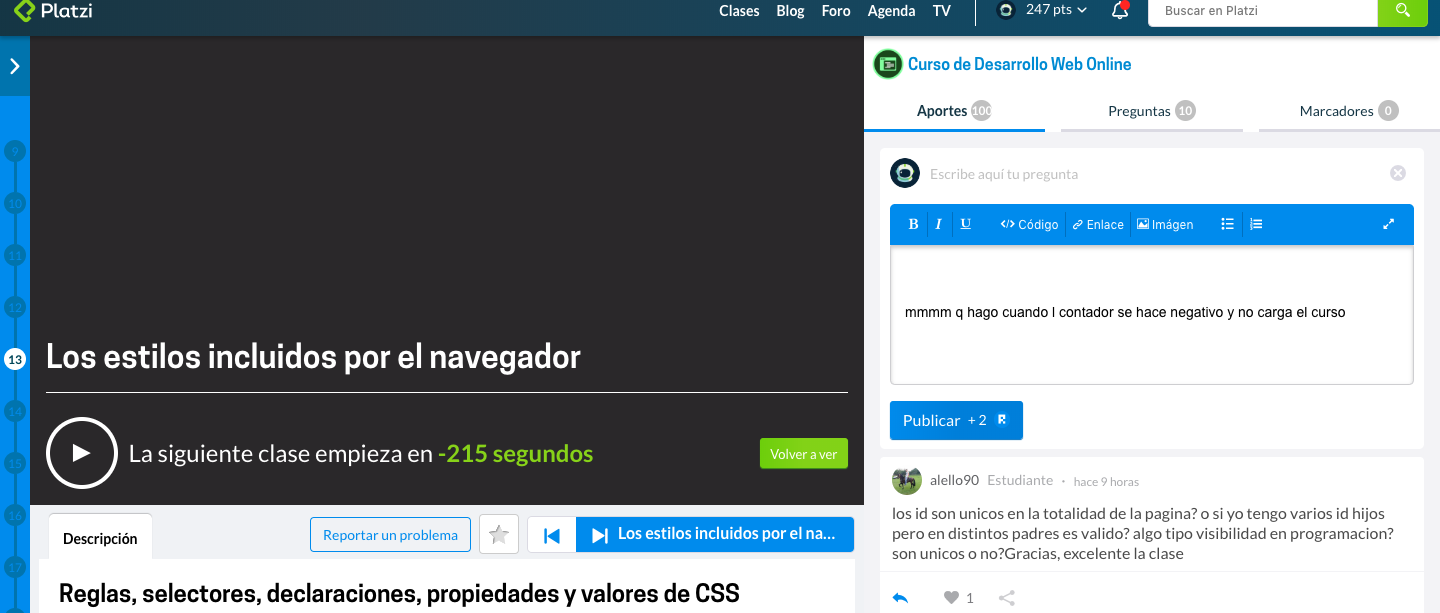 Platzi
Clases Blog Foro Agenda TV
247 pts
Buscar en Platzi
Curso de Desarrollo Web Online
Aportes 100
Preguntas 10
Marcadores 0
9
10
11
12
13
14
15
16
17
Escribe aquí tu pregunta
B I U Código Enlace Imágen
mmmm q hago cuando l contador se hace negativo y no carga el curso
Publicar + 2
Los estilos incluidos por el navegador
La siguiente clase empieza en -215 segundos
Volver a ver
alello90 Estudiante · hace 9 horas
los id son unicos en la totalidad de la pagina? o si yo tengo varios id hijos
pero en distintos padres es valido? algo tipo visibilidad en programacion?
son unicos o no?Gracias, excelente la clase
1
Descripción
Reportar un problema
Los estilos incluidos por el na...
Reglas, selectores, declaraciones, propiedades y valores de CSS